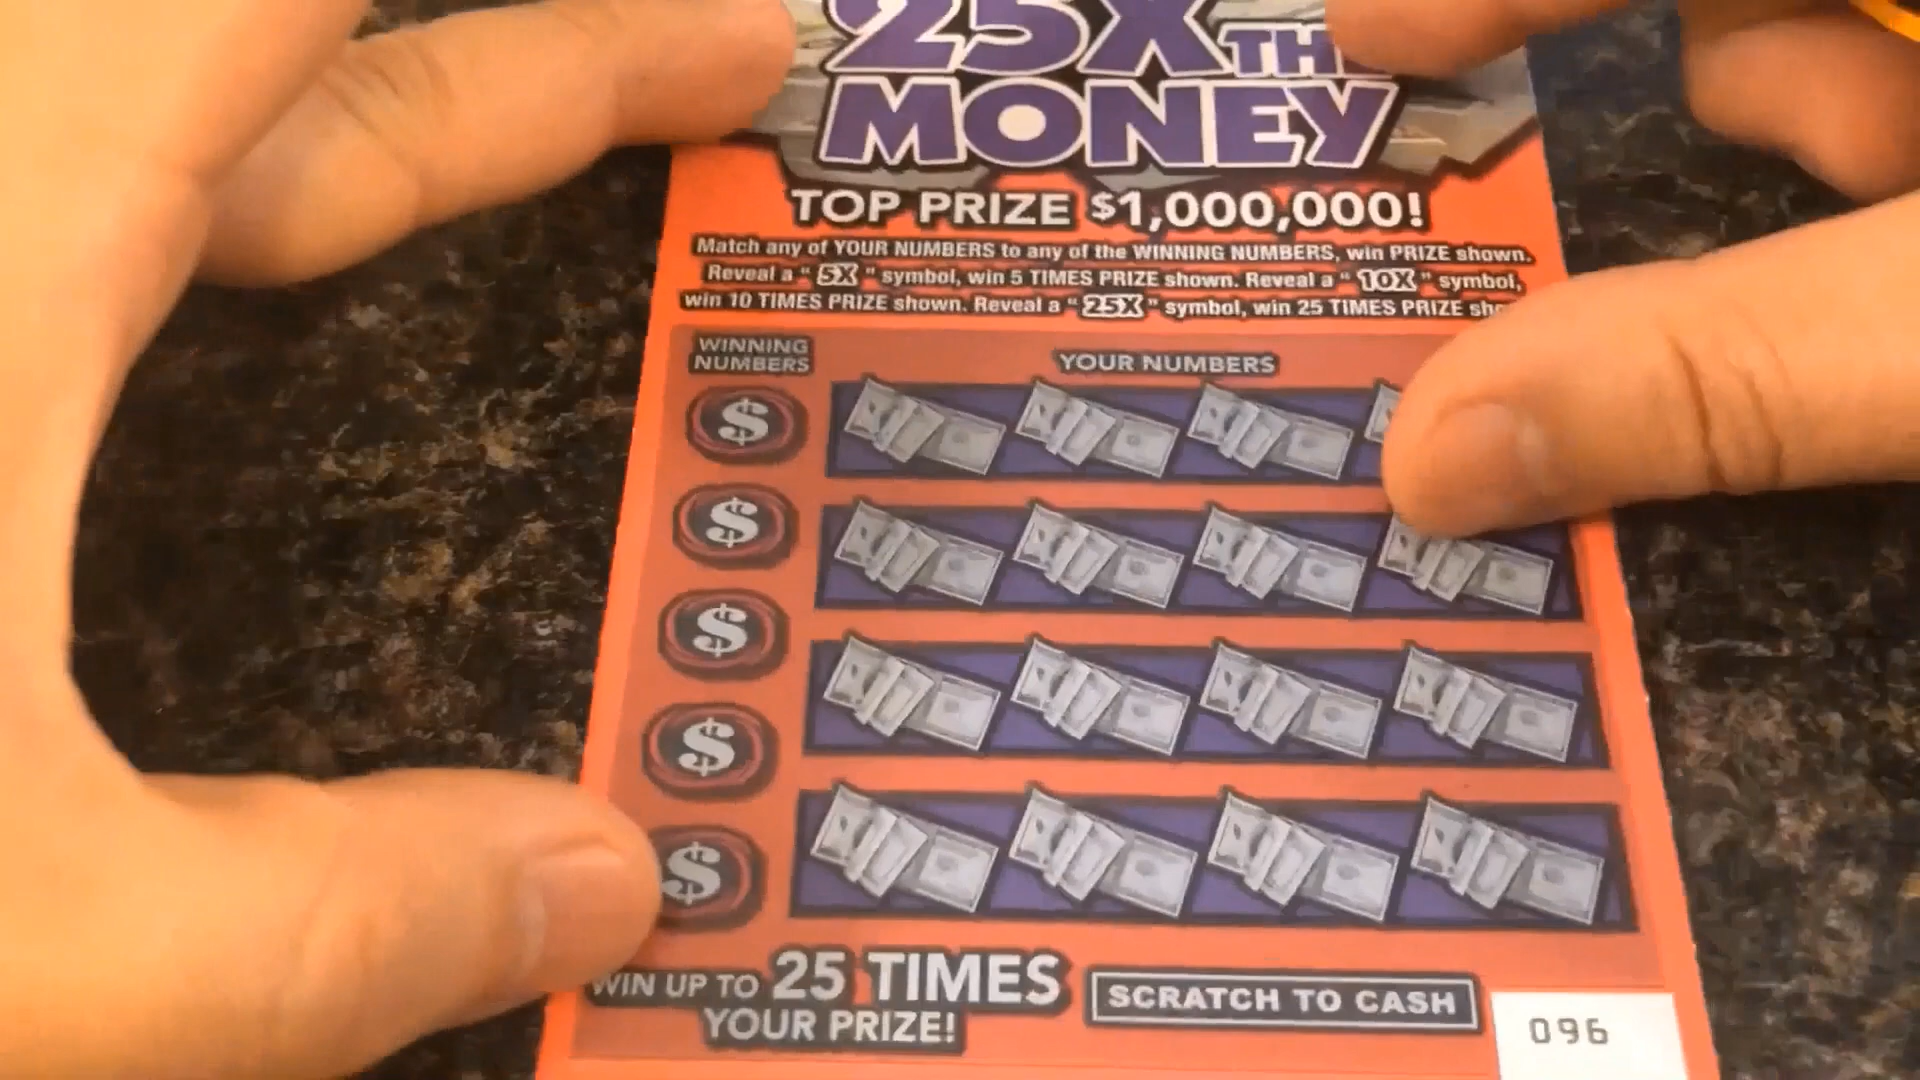 25X TH
MONEY
TOP PRIZE $1,000,000!
Match any of YOUR NUMBERS to any of the WINNING NUMBERS, win PRIZE shown.
Reveal a "5X" symbol, win 5 TIMES PRIZE shown. Reveal a "10X" symbol,
win 10 TIMES PRIZE shown. Reveal a "25X" symbol, win 25 TIMES PRIZE sho
WINNING
NUMBERS
YOUR NUMBERS
$
$
$
$
$
WIN UP TO 25 TIMES
YOUR PRIZE!
SCRATCH TO CASH
096